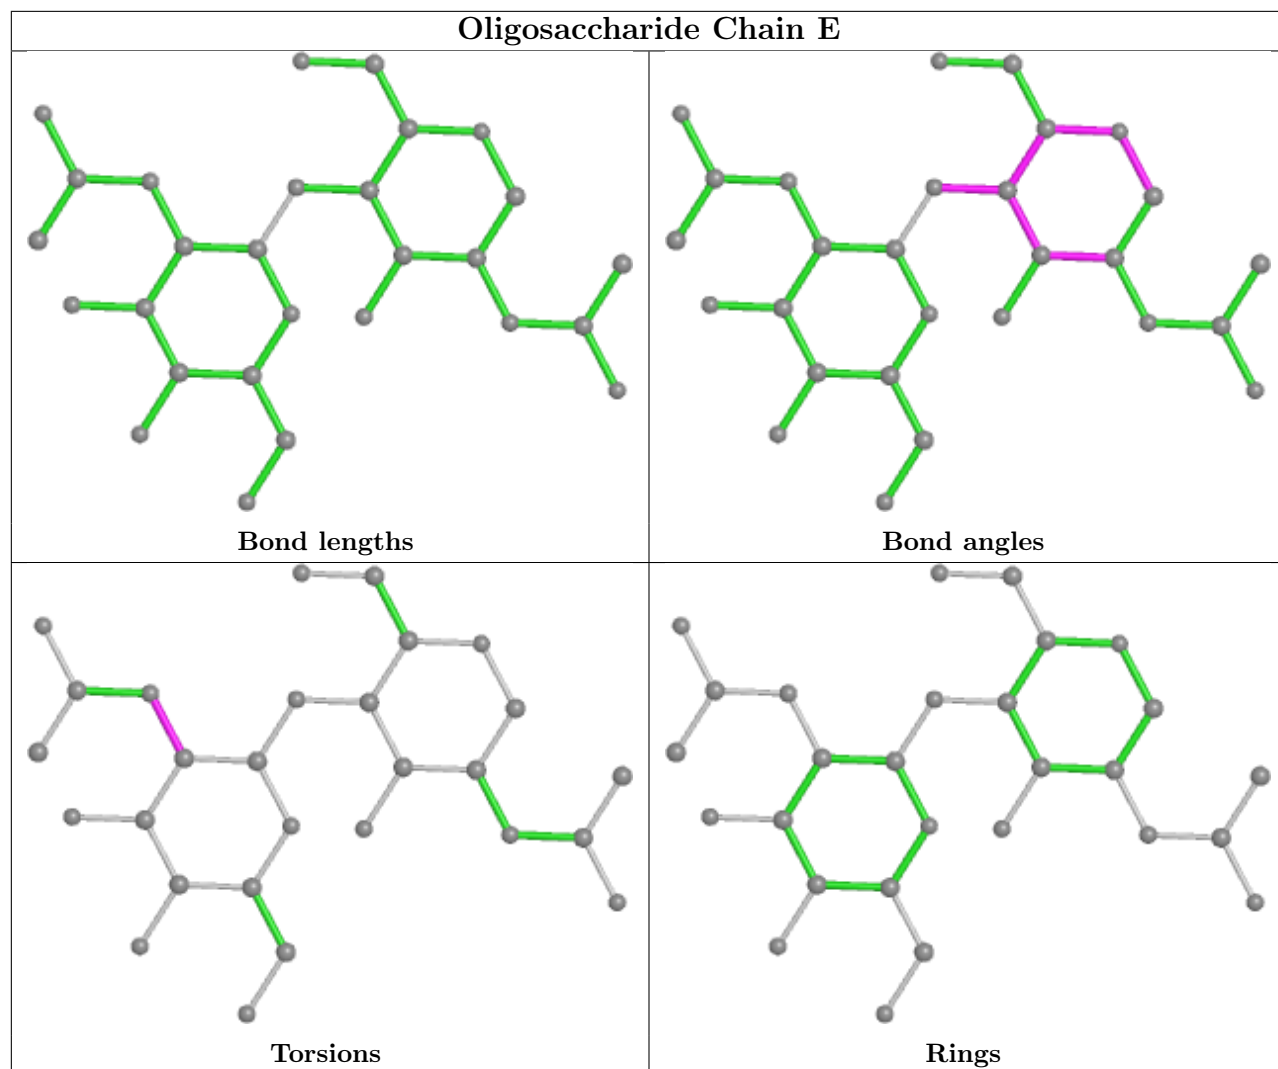 Oligosaccharide Chain E
Bond lengths
Bond angles
Torsions
Rings